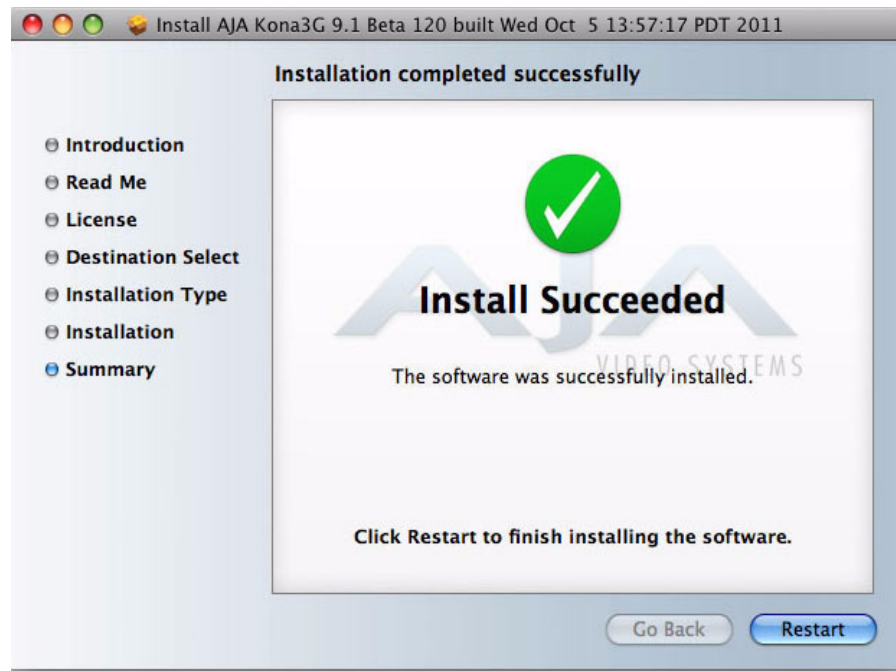 Install AJA Kona3G 9.1 Beta 120 built Wed Oct  5 13:57:17 PDT 2011
Installation completed successfully
Introduction
Read Me
License
Destination Select
Installation Type
Installation
Summary
AJA
VIDEO SYSTEMS
Install Succeeded
The software was successfully installed.
Click Restart to finish installing the software.
Go Back
Restart